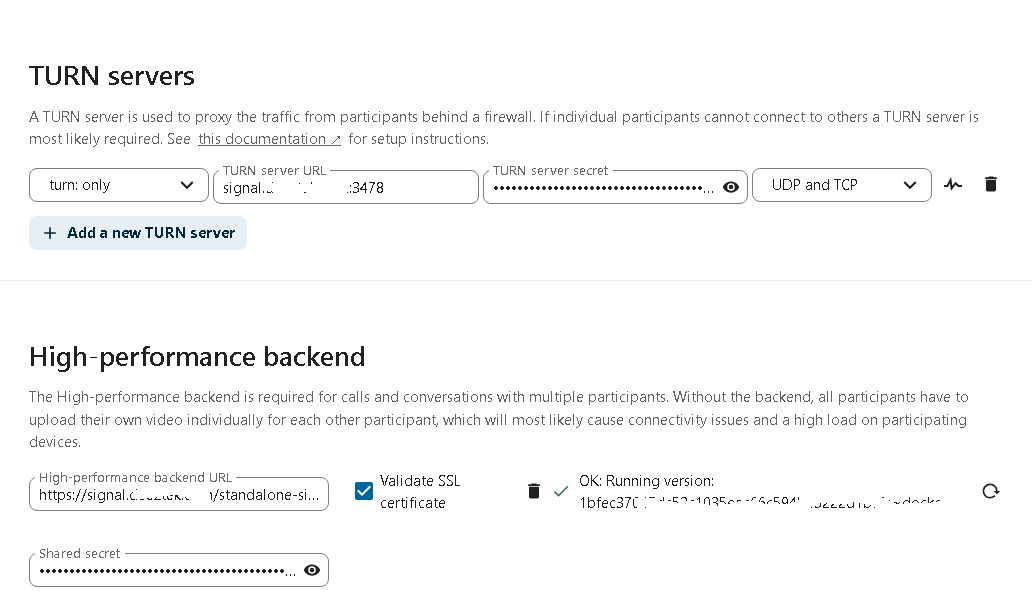 TURN servers
A TURN server is used to proxy the traffic from participants behind a firewall. If individual participants cannot connect to others a TURN server is
most likely required. See this documentation ↗ for setup instructions.
turn: only
TURN server URL
signal. :3478
TURN server secret
UDP and TCP
+ Add a new TURN server
High-performance backend
The High-performance backend is required for calls and conversations with multiple participants. Without the backend, all participants have to
upload their own video individually for each other participant, which will most likely cause connectivity issues and a high load on participating
devices.
High-performance backend URL
https://signal. /standalone-si...
Validate SSL
certificate
OK: Running version:
Shared secret